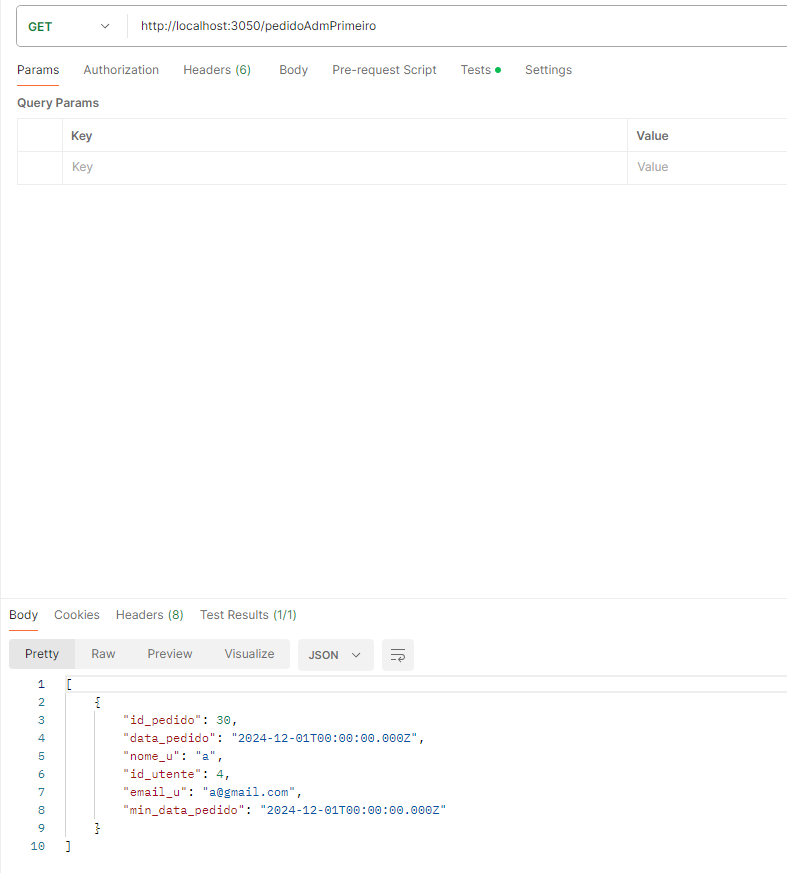 GET http://localhost:3050/pedidoAdmPrimeiro
Params Authorization Headers (6) Body Pre-request Script Tests Settings
Query Params
Key Value
Key Value
Body Cookies Headers (8) Test Results (1/1)
Pretty Raw Preview Visualize JSON
1 [
2 {
3 "id_pedido": 30,
4 "data_pedido": "2024-12-01T00:00:00.000Z",
5 "nome_u": "a",
6 "id_utente": 4,
7 "email_u": "a@gmail.com",
8 "min_data_pedido": "2024-12-01T00:00:00.000Z"
9 }
10 ]